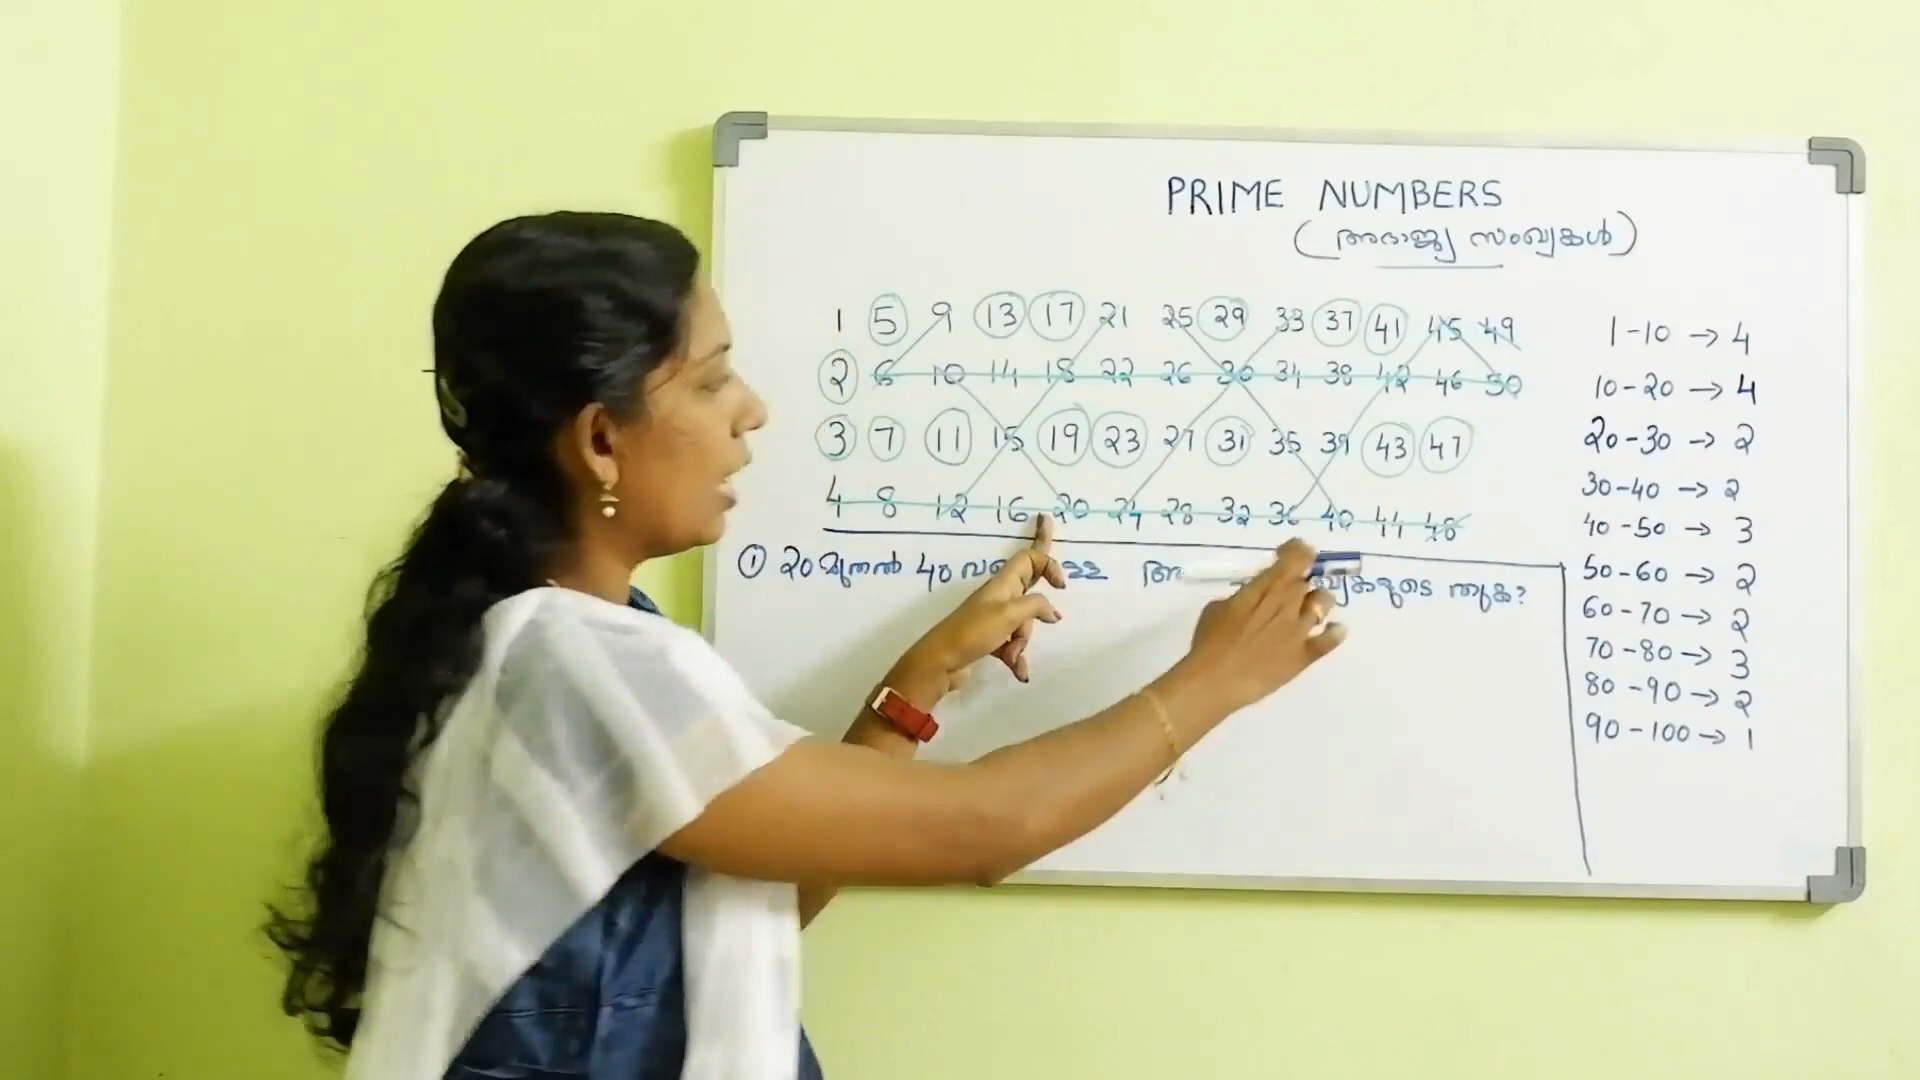 PRIME NUMBERS
(അഭാജ്യ സംഖ്യകൾ)
1 5 9 13 17 21 25 29 33 37 41 45 49
2 6 10 14 18 22 26 30 34 38 42 46 50
3 7 11 15 19 23 27 31 35 39 43 47
4 8 12 16 20 24 28 32 36 40 44 48
① 20 മുതൽ 40 തുക?
1-10 → 4
10-20 → 4
20-30 → 2
30-40 → 2
40-50 → 3
50-60 → 2
60-70 → 2
70-80 → 3
80-90 → 2
90-100 → 1